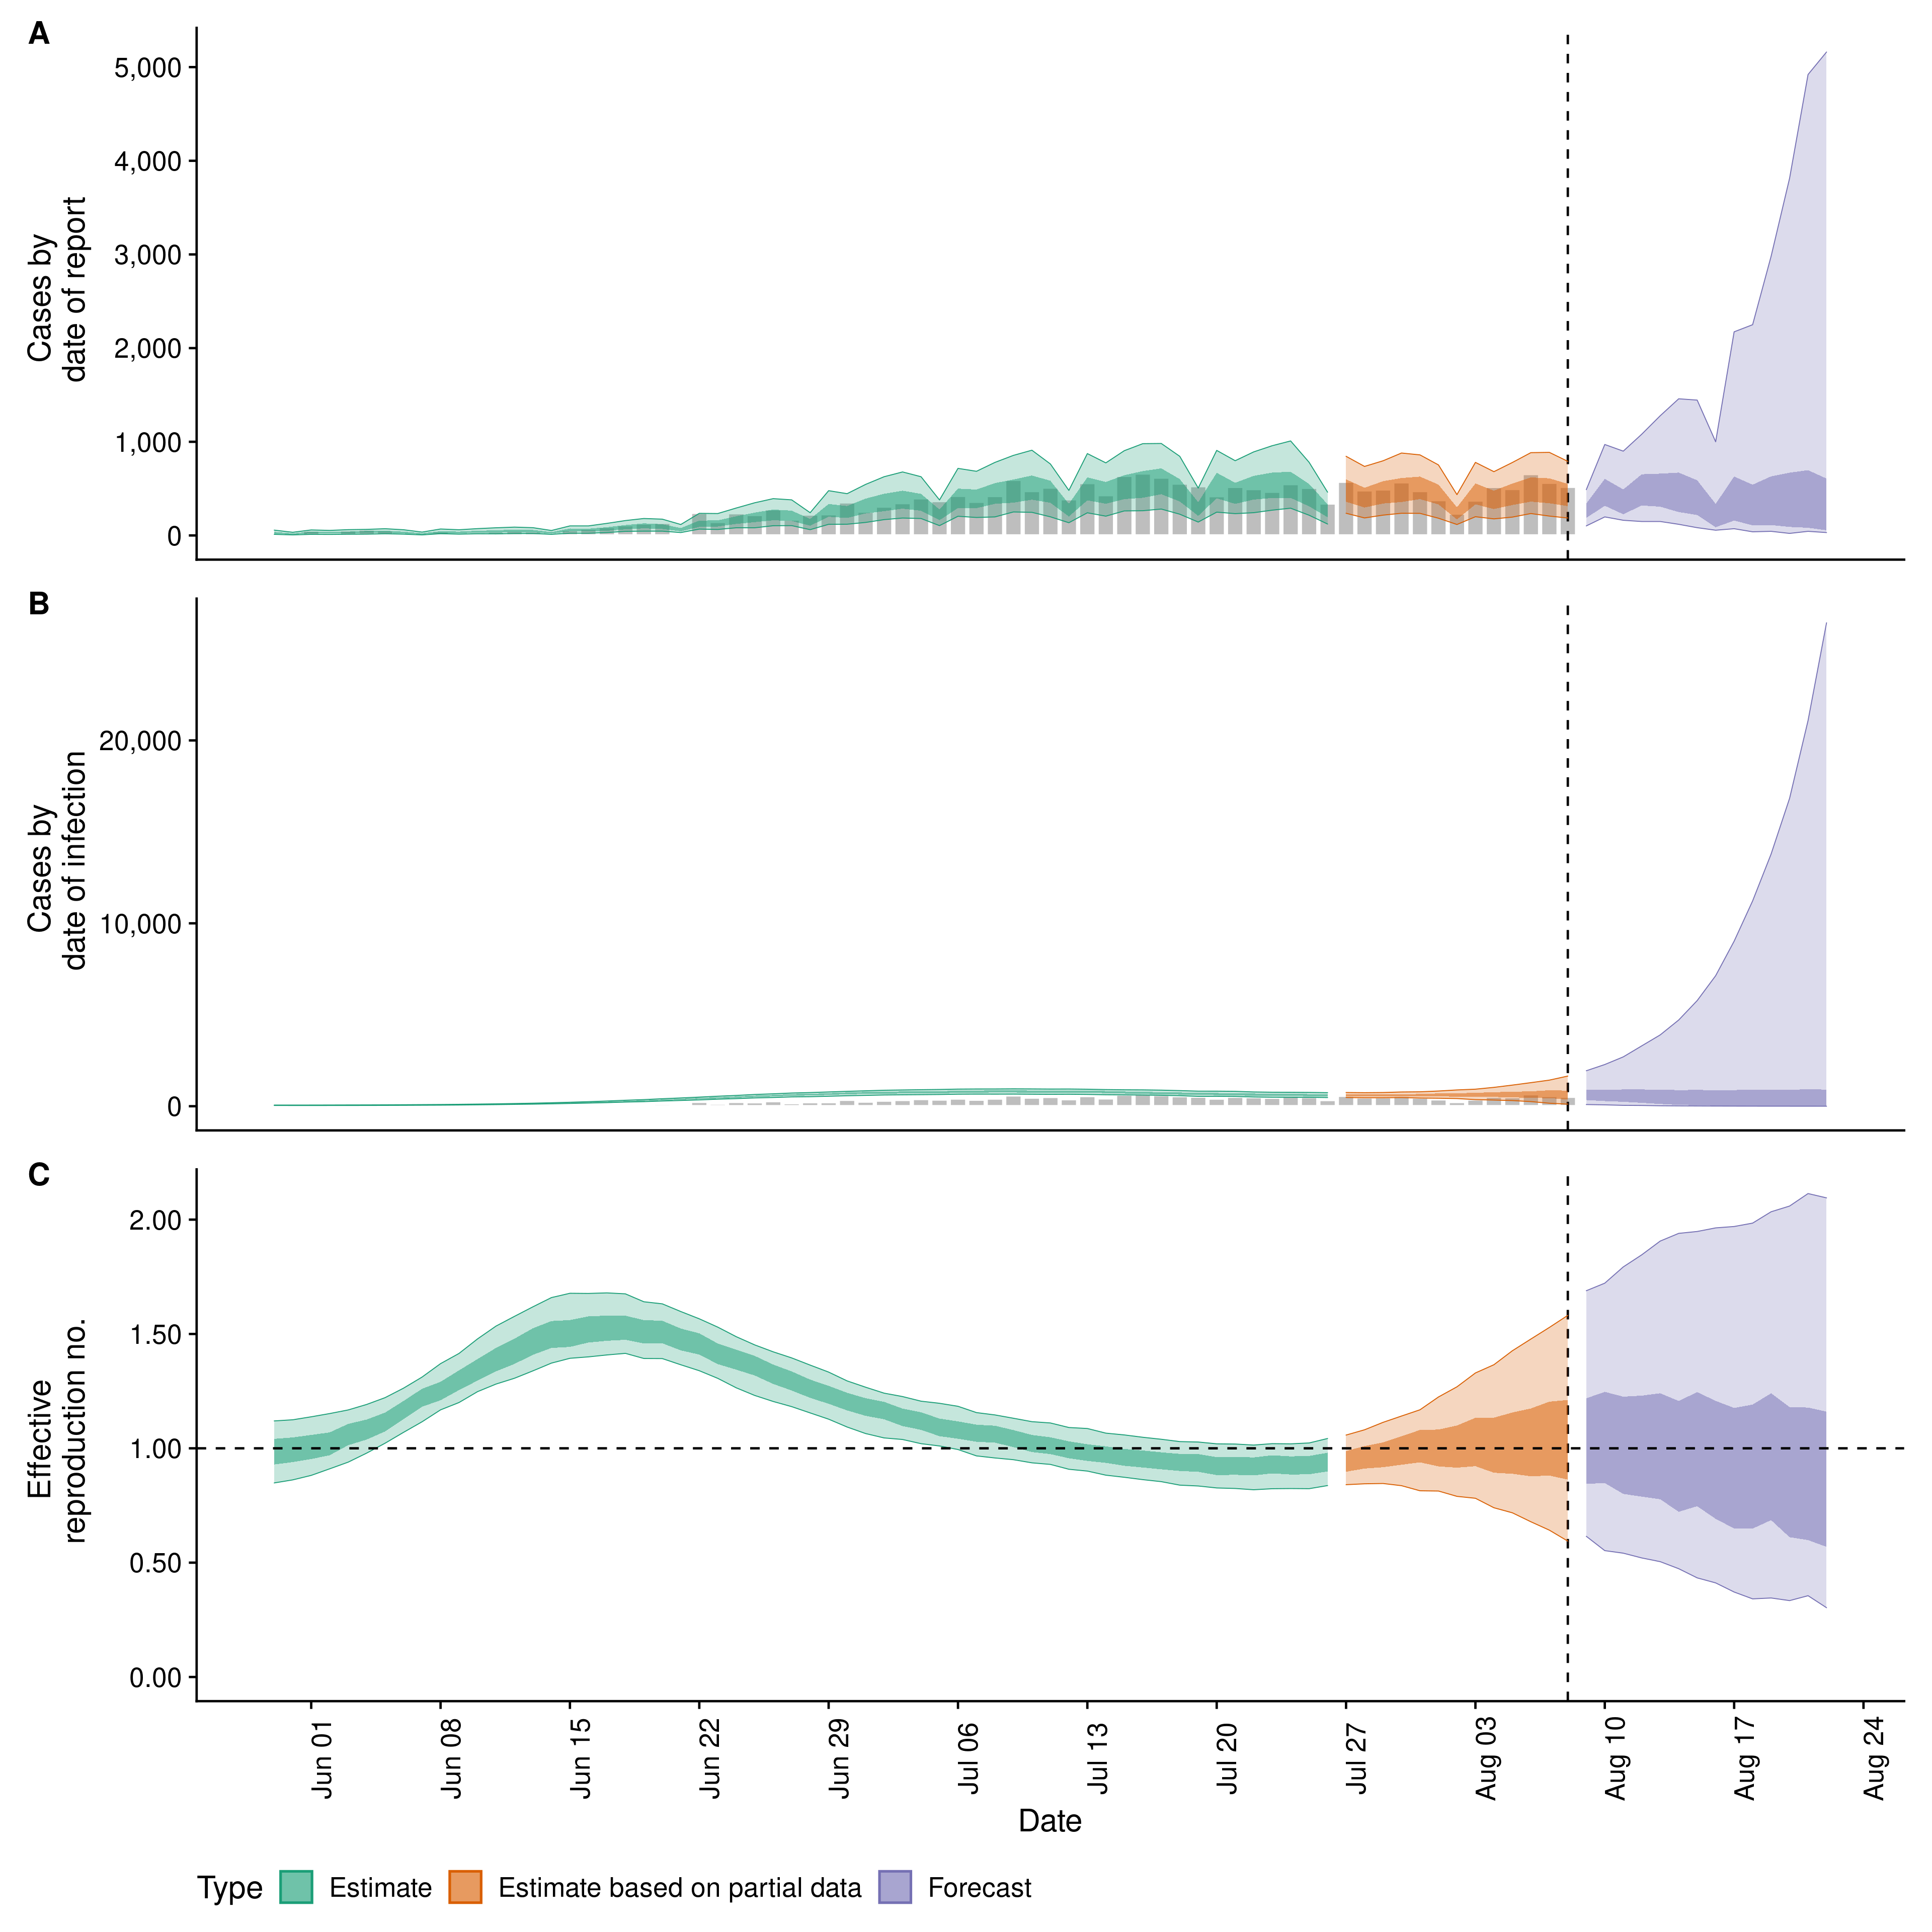 A
5,000
4,000
3,000
2,000
1,000
0
Cases by
date of report
B
20,000
10,000
0
Cases by
date of infection
C
2.00
1.50
1.00
0.50
0.00
Effective
reproduction no.
Jun 01
Jun 08
Jun 15
Jun 22
Jun 29
Jul 06
Jul 13
Jul 20
Jul 27
Aug 03
Aug 10
Aug 17
Aug 24
Date
Type Estimate Estimate based on partial data Forecast